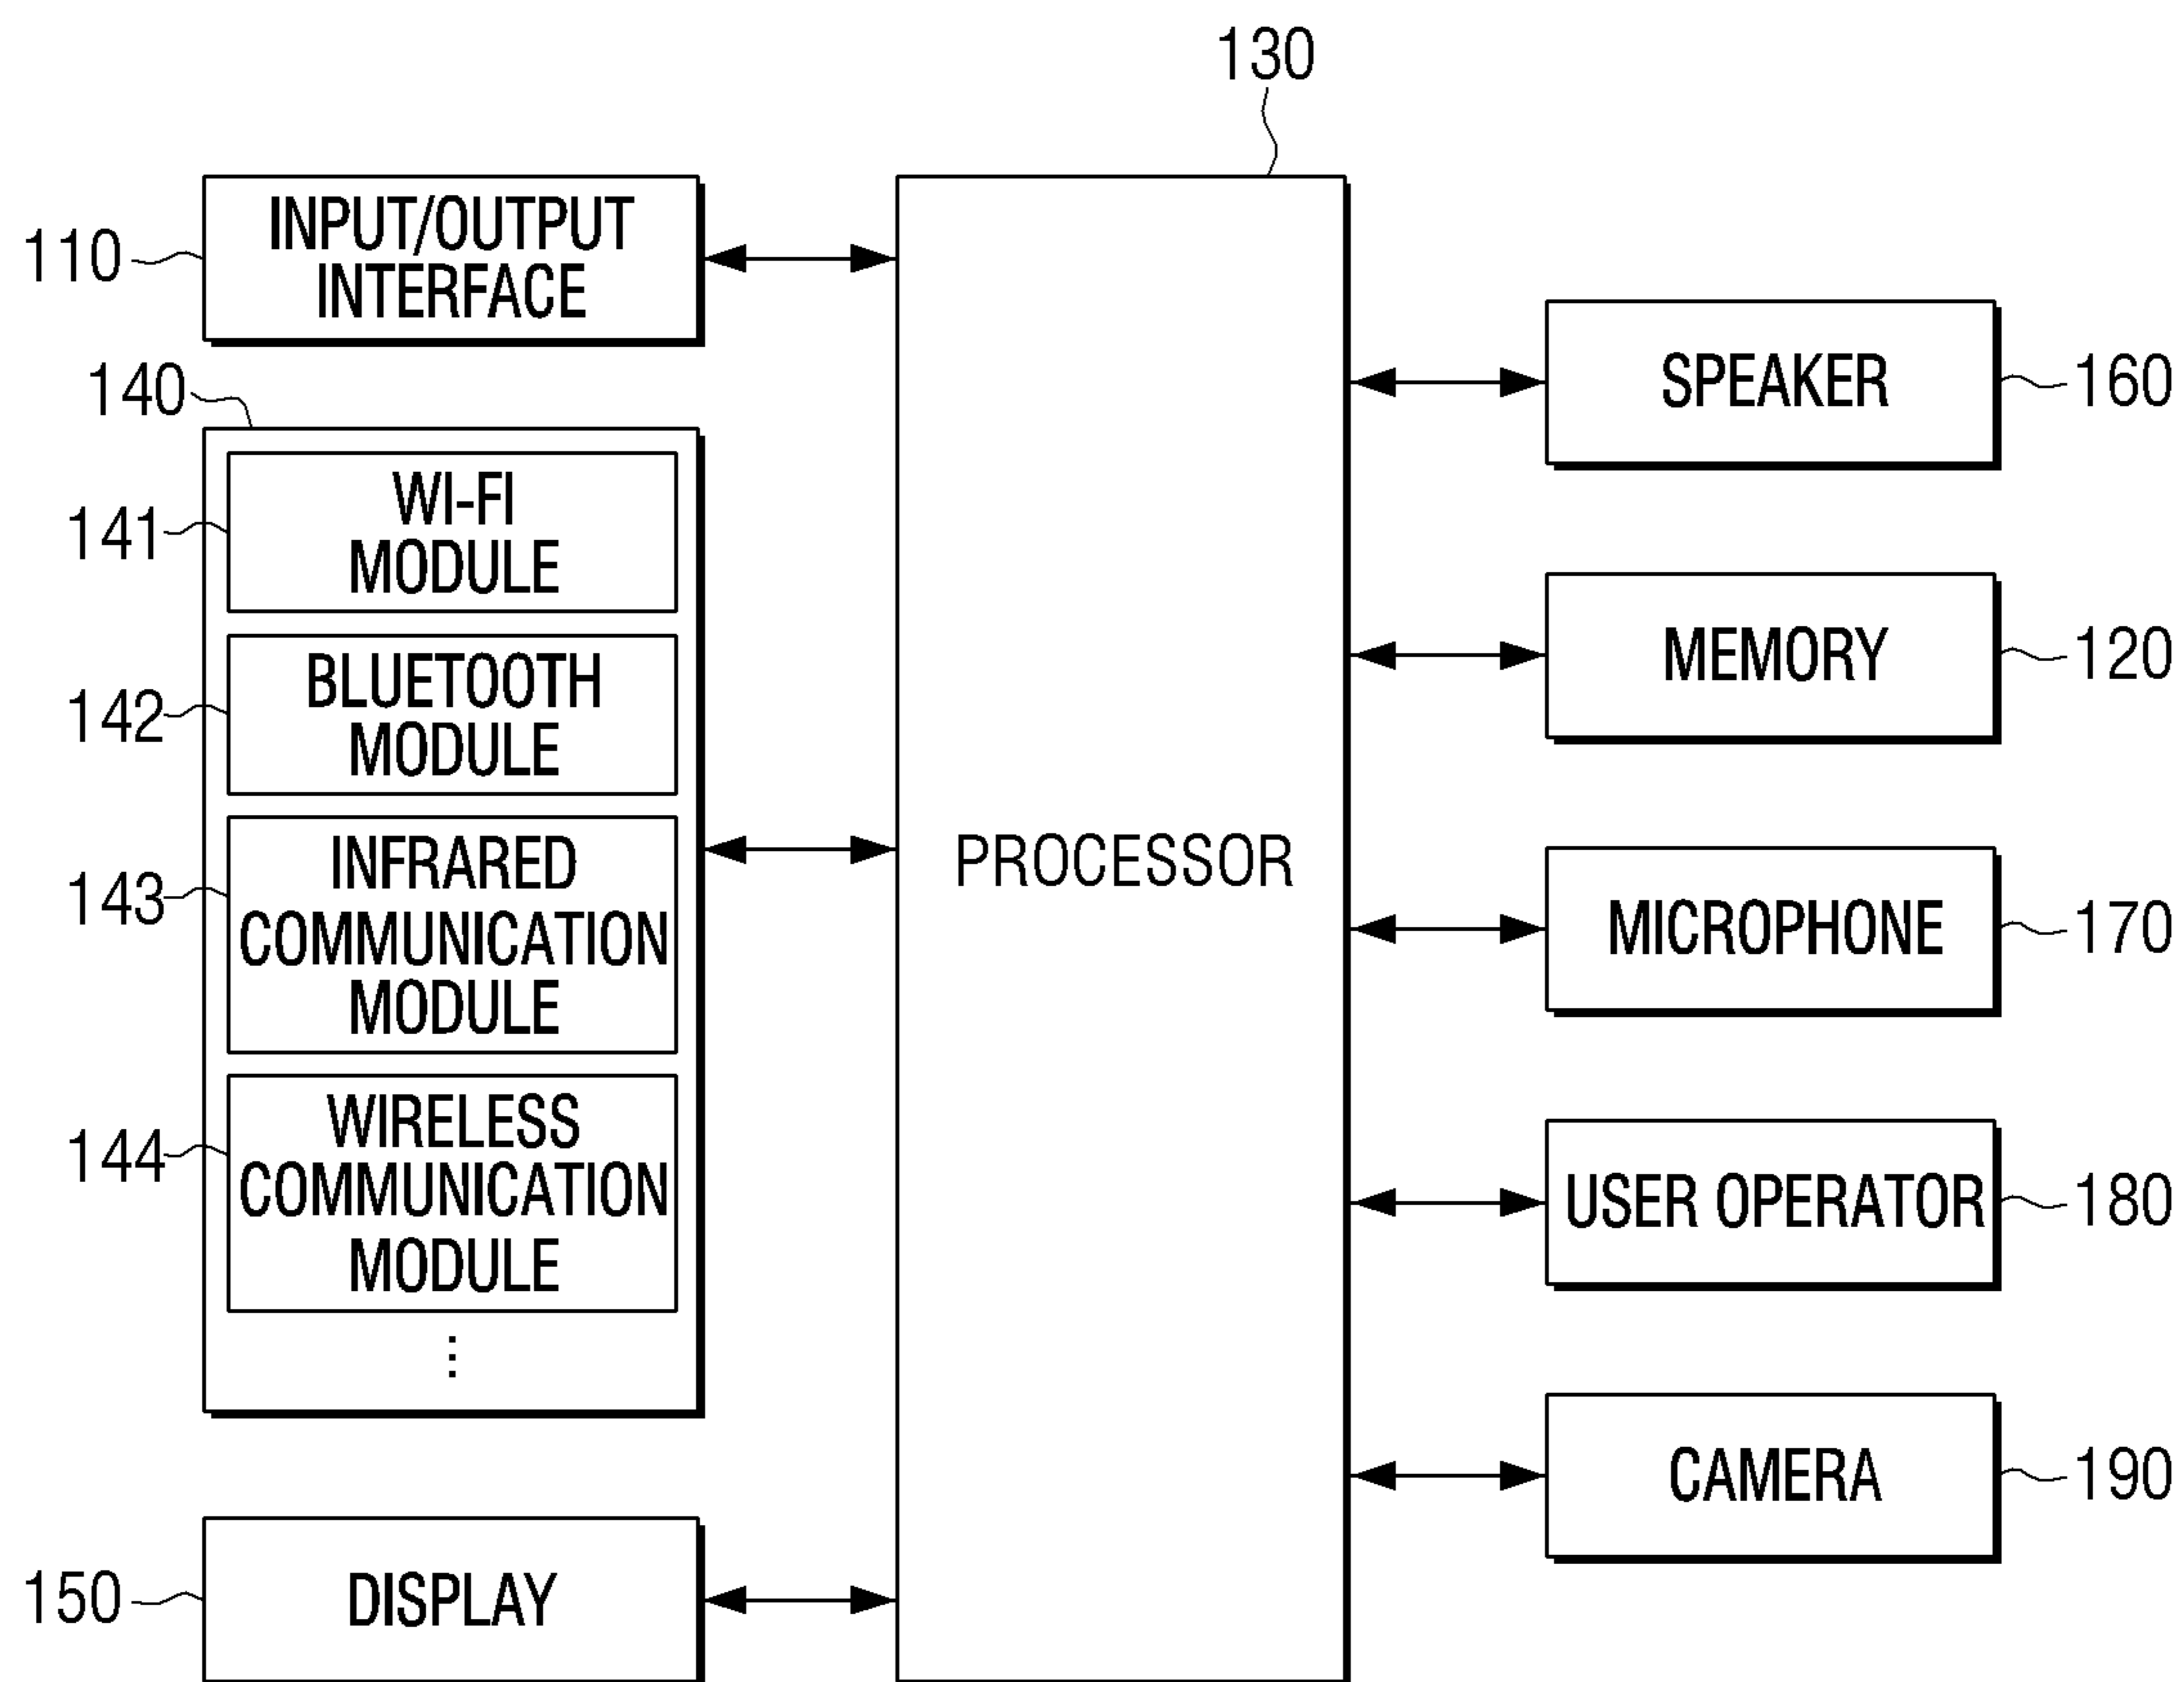 130
INPUT/OUTPUT
INTERFACE
110
140
WI-FI
MODULE
141
BLUETOOTH
MODULE
142
INFRARED
COMMUNICATION
MODULE
143
WIRELESS
COMMUNICATION
MODULE
144
⋮
DISPLAY
150
PROCESSOR
SPEAKER
160
MEMORY
120
MICROPHONE
170
USER OPERATOR
180
CAMERA
190